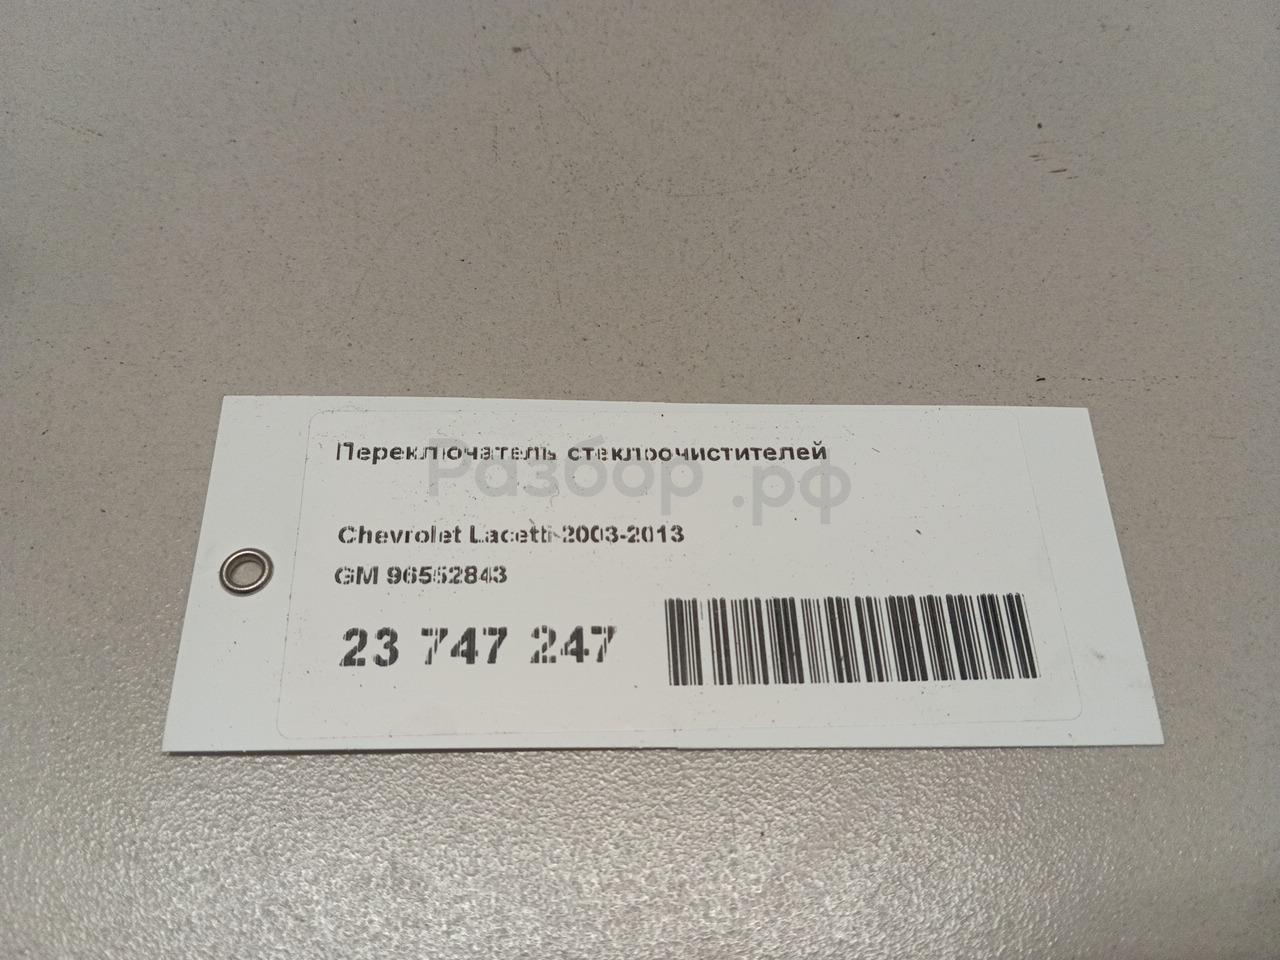 Переключатель стеклоочистителей
Разбор.рф
Chevrolet Lacetti 2003-2013
GM 96552843
23 747 247